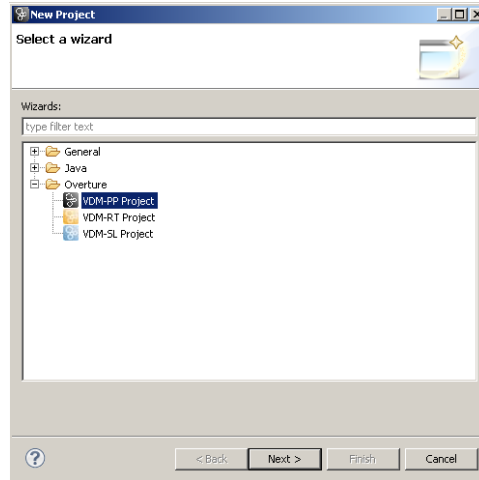 New Project
Select a wizard
Wizards:
type filter text
General
Java
Overture
VDM-PP Project
VDM-RT Project
VDM-SL Project
?
< Back
Next >
Finish
Cancel